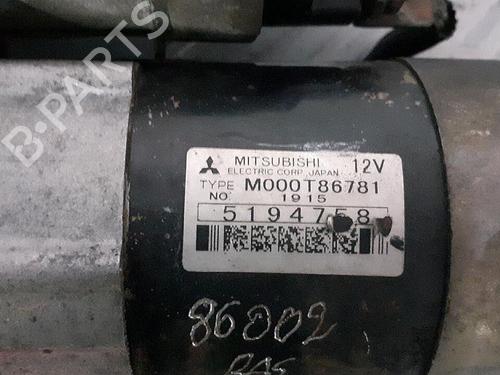 B-PARTS
MITSUBISHI 12V
ELECTRIC CORP. JAPAN
TYPE M000T86781
NO. 1915
5194758
86002